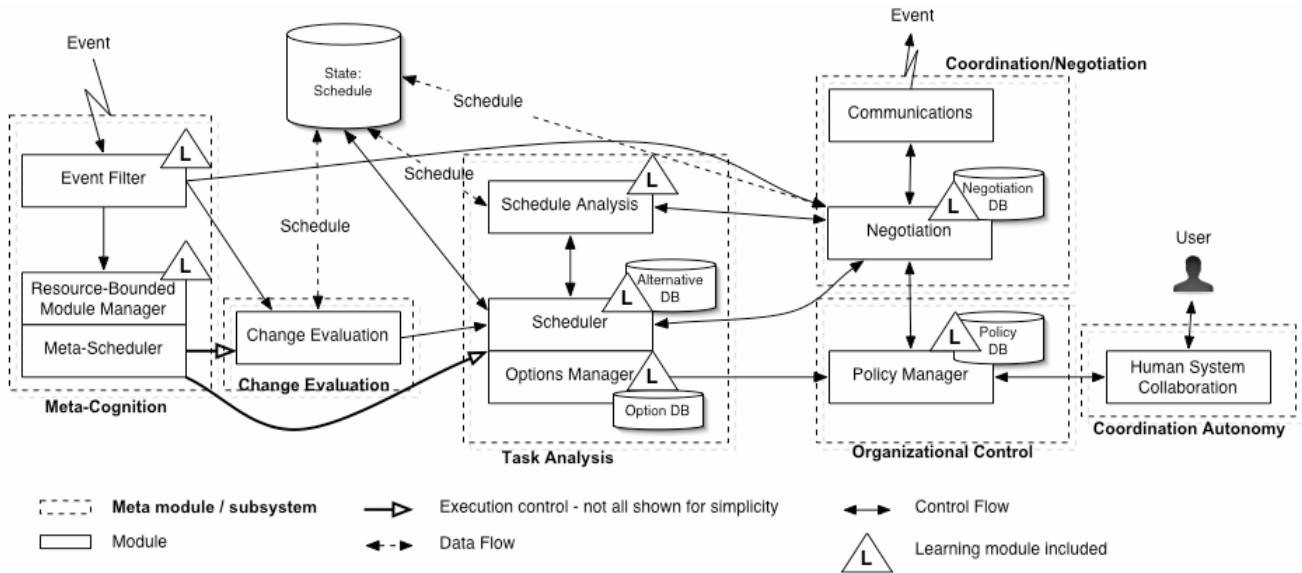 Event
State:
Schedule
Event
Coordination/Negotiation
Schedule
Communications
L
Event Filter
Schedule
L
Schedule Analysis
Negotiation
DB
L
Negotiation
Schedule
User
L
Resource-Bounded
Module Manager
Alternative
DB
L
Scheduler
Change Evaluation
Meta-Scheduler
Policy
DB
L
Options Manager
L
Policy Manager
Human System
Collaboration
Change Evaluation
Option DB
Meta-Cognition
Coordination Autonomy
Task Analysis
Organizational Control
Meta module / subsystem
Execution control - not all shown for simplicity
Control Flow
Module
Data Flow
L
Learning module included